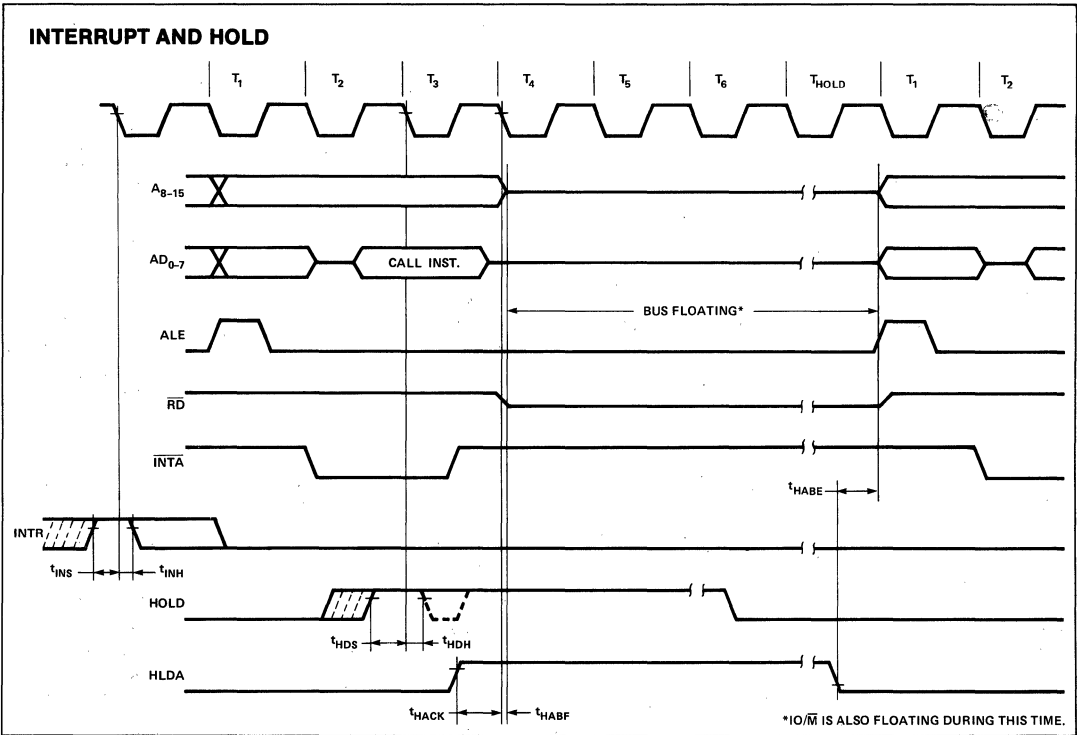 INTERRUPT AND HOLD
T1 T2 T3 T4 T5 T6 THOLD T1 T2
A8–15
AD0–7 CALL INST.
BUS FLOATING*
ALE
RD
INTA
tHABE
INTR
tINS tINH
HOLD
tHDS tHDH
HLDA
tHACK tHABF
*IO/M IS ALSO FLOATING DURING THIS TIME.